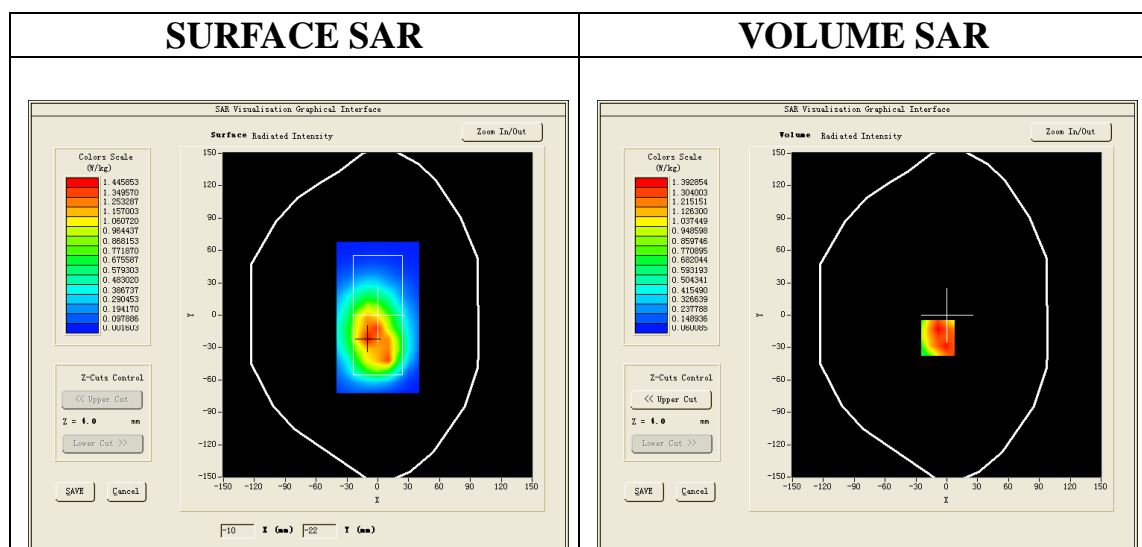 SURFACE SAR
VOLUME SAR
SAR Visualisation Graphical Interface
Surface Radiated Intensity
Zoom In/Out
Colors Scale
(W/kg)
1.445853
1.349570
1.253287
1.157003
1.060720
0.964437
0.868153
0.771870
0.675587
0.579303
0.483020
0.386737
0.290453
0.194170
0.097886
0.001603
Z-Cuts Control
<< Upper Cut
Z = 4.0 mm
Lower Cut >>
SAVE Cancel
150
120
90
60
30
0
-30
-60
-90
-120
-150
Y
-150 -120 -90 -60 -30 0 30 60 90 120 150
X
-10 X (mm) -22 Y (mm)
SAR Visualisation Graphical Interface
Volume Radiated Intensity
Zoom In/Out
Colors Scale
(W/kg)
1.392854
1.304003
1.215151
1.126300
1.037449
0.948598
0.859746
0.770895
0.682044
0.593193
0.504341
0.415490
0.326639
0.237788
0.148936
0.060085
Z-Cuts Control
<< Upper Cut
Z = 4.0 mm
Lower Cut >>
SAVE Cancel
150
120
90
60
30
0
-30
-60
-90
-120
-150
Y
-150 -120 -90 -60 -30 0 30 60 90 120 150
X